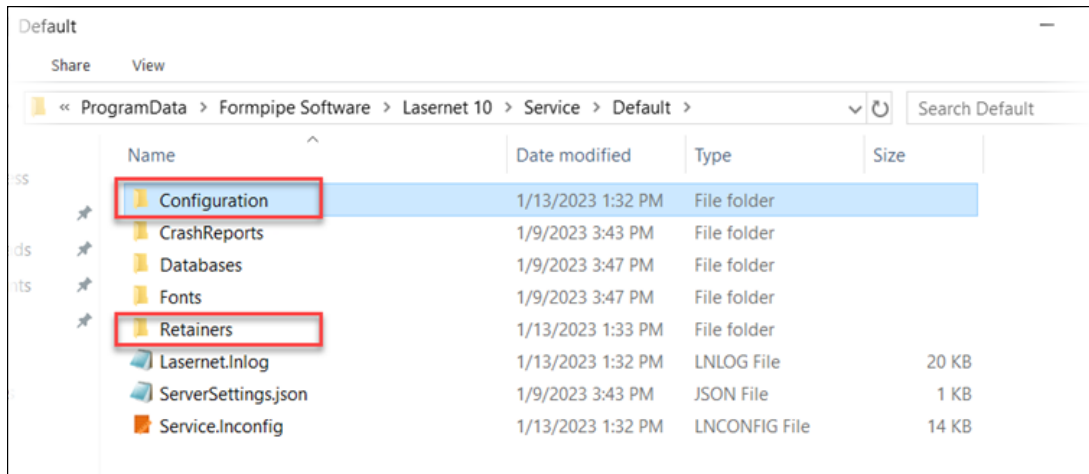 Default
Share View
« ProgramData > Formpipe Software > Lasernet 10 > Service > Default > Search Default
Name Date modified Type Size
ss
Configuration 1/13/2023 1:32 PM File folder
CrashReports 1/9/2023 3:43 PM File folder
ds
Databases 1/9/2023 3:47 PM File folder
nts
Fonts 1/9/2023 3:47 PM File folder
Retainers 1/13/2023 1:33 PM File folder
Lasernet.lnlog 1/13/2023 1:32 PM LNLOG File 20 KB
ServerSettings.json 1/9/2023 3:43 PM JSON File 1 KB
Service.lnconfig 1/13/2023 1:32 PM LNCONFIG File 14 KB